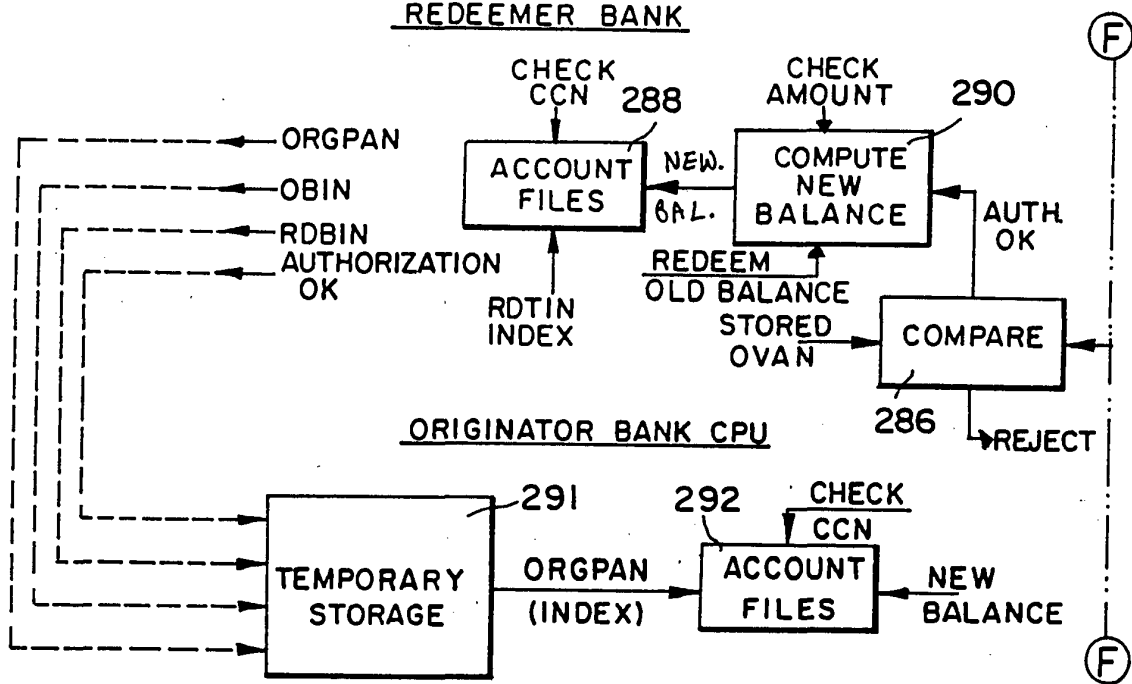 REDEEMER BANK
F
CHECK
CCN
288
CHECK
AMOUNT
290
ORGPAN
OBIN
RDBIN
AUTHORIZATION
OK
ACCOUNT
FILES
NEW.
BAL.
COMPUTE
NEW
BALANCE
AUTH.
OK
RDTIN
INDEX
REDEEM
OLD BALANCE
STORED
OVAN
COMPARE
286
REJECT
ORIGINATOR BANK CPU
291
TEMPORARY
STORAGE
ORGPAN
(INDEX)
292
CHECK
CCN
ACCOUNT
FILES
NEW
BALANCE
F